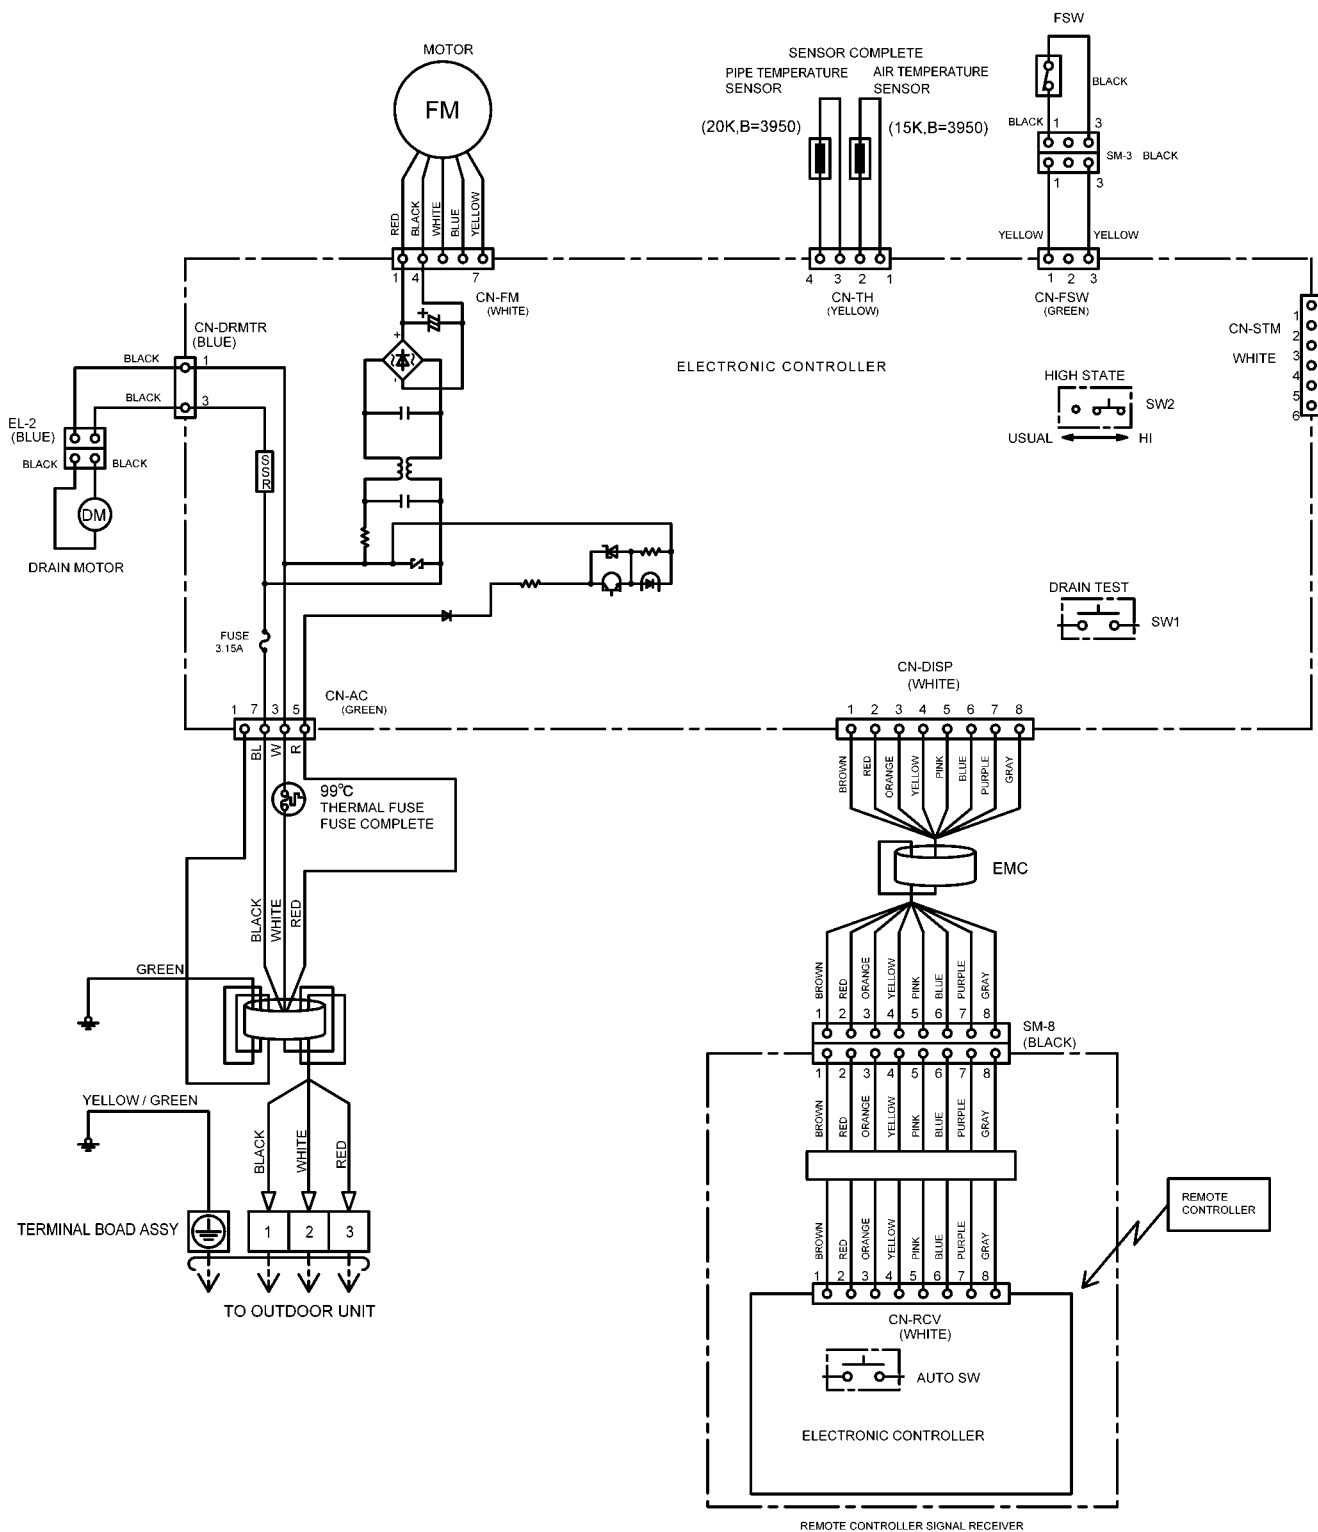 FSW
MOTOR
SENSOR COMPLETE
PIPE TEMPERATURE
SENSOR
AIR TEMPERATURE
SENSOR
BLACK
FM
(20K,B=3950)
(15K,B=3950)
BLACK
1
3
SM-3 BLACK
1
3
RED
BLACK
WHITE
BLUE
YELLOW
YELLOW
YELLOW
1
4
7
4
3
2
1
1
2
3
CN-FM
(WHITE)
CN-TH
(YELLOW)
CN-FSW
(GREEN)
CN-DRMTR
(BLUE)
+
+
-
CN-STM
WHITE
1
2
3
4
5
6
BLACK
1
ELECTRONIC CONTROLLER
HIGH STATE
SW2
USUAL
HI
BLACK
3
EL-2
(BLUE)
BLACK
BLACK
SSR
DM
DRAIN MOTOR
DRAIN TEST
SW1
FUSE
3.15A
CN-DISP
(WHITE)
CN-AC
(GREEN)
1
7
3
5
1
2
3
4
5
6
7
8
BL
W
R
BROWN
RED
ORANGE
YELLOW
PINK
BLUE
PURPLE
GRAY
99°C
THERMAL FUSE
FUSE COMPLETE
EMC
BLACK
WHITE
RED
GREEN
BROWN
RED
ORANGE
YELLOW
PINK
BLUE
PURPLE
GRAY
1
2
3
4
5
6
7
8
SM-8
(BLACK)
1
2
3
4
5
6
7
8
YELLOW / GREEN
BROWN
RED
ORANGE
YELLOW
PINK
BLUE
PURPLE
GRAY
BLACK
WHITE
RED
REMOTE
CONTROLLER
TERMINAL BOAD ASSY
1
2
3
BROWN
RED
ORANGE
YELLOW
PINK
BLUE
PURPLE
GRAY
1
2
3
4
5
6
7
8
TO OUTDOOR UNIT
CN-RCV
(WHITE)
AUTO SW
ELECTRONIC CONTROLLER
REMOTE CONTROLLER SIGNAL RECEIVER